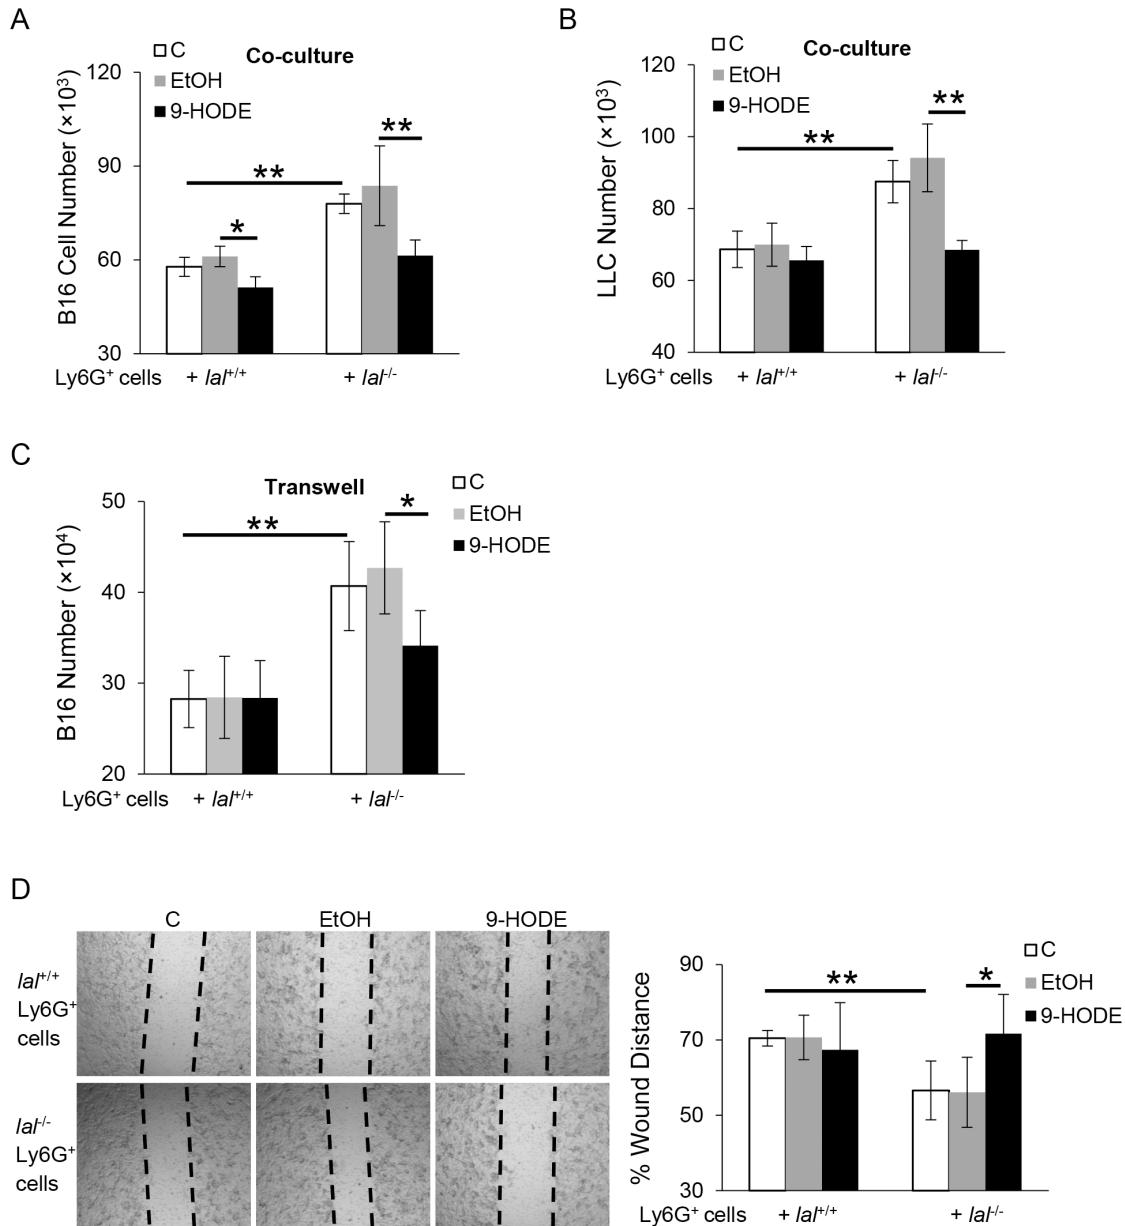 A
C
EtOH
9-HODE
Co-culture
B16 Cell Number (×10³)
120
90
60
30
*
**
**
Ly6G⁺ cells + lal⁺/⁺ + lal⁻/⁻
B
C
EtOH
9-HODE
Co-culture
LLC Number (×10³)
120
100
80
60
40
**
**
Ly6G⁺ cells + lal⁺/⁺ + lal⁻/⁻
C
Transwell
C
EtOH
9-HODE
B16 Number (×10⁴)
50
40
30
20
**
*
Ly6G⁺ cells + lal⁺/⁺ + lal⁻/⁻
D
C EtOH 9-HODE
lal⁺/⁺
Ly6G⁺
cells
lal⁻/⁻
Ly6G⁺
cells
C
EtOH
9-HODE
% Wound Distance
90
70
50
30
**
*
Ly6G⁺ cells + lal⁺/⁺ + lal⁻/⁻